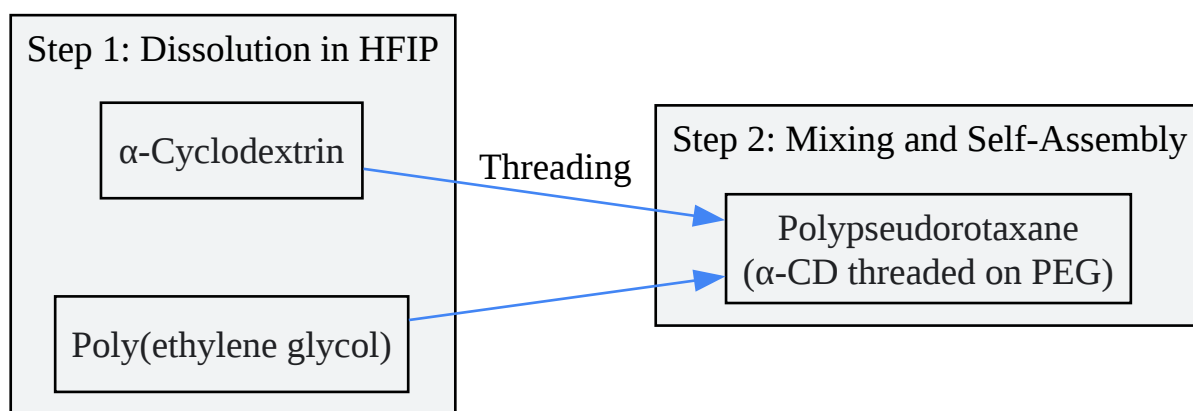 Step 1: Dissolution in HFIP
α-Cyclodextrin
Poly(ethylene glycol)
Threading
Step 2: Mixing and Self-Assembly
Polypseudorotaxane
(α-CD threaded on PEG)